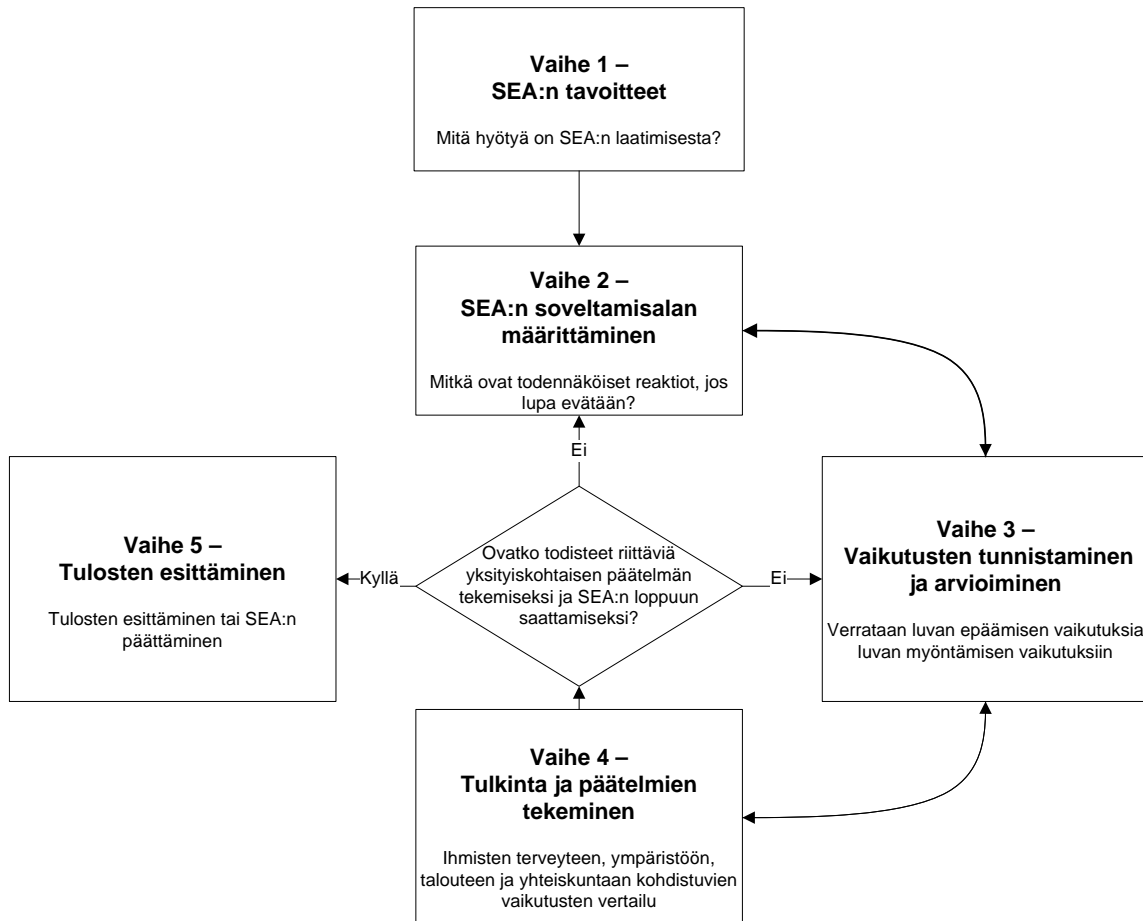 Vaihe 1 –
SEA:n tavoitteet
Mitä hyötyä on SEA:n laatimisesta?
Vaihe 2 –
SEA:n soveltamisalan
määrittäminen
Mitkä ovat todennäköiset reaktiot, jos
lupa evätään?
Ei
Vaihe 5 –
Tulosten esittäminen
Tulosten esittäminen tai SEA:n
päättäminen
Kyllä
Ovatko todisteet riittäviä
yksityiskohtaisen päätelmän
tekemiseksi ja SEA:n loppuun
saattamiseksi?
Ei
Vaihe 3 –
Vaikutusten tunnistaminen
ja arvioiminen
Verrataan luvan epäämisen vaikutuksia
luvan myöntämisen vaikutuksiin
Vaihe 4 –
Tulkinta ja päätelmien
tekeminen
Ihmisten terveyteen, ympäristöön,
talouteen ja yhteiskuntaan kohdistuvien
vaikutusten vertailu